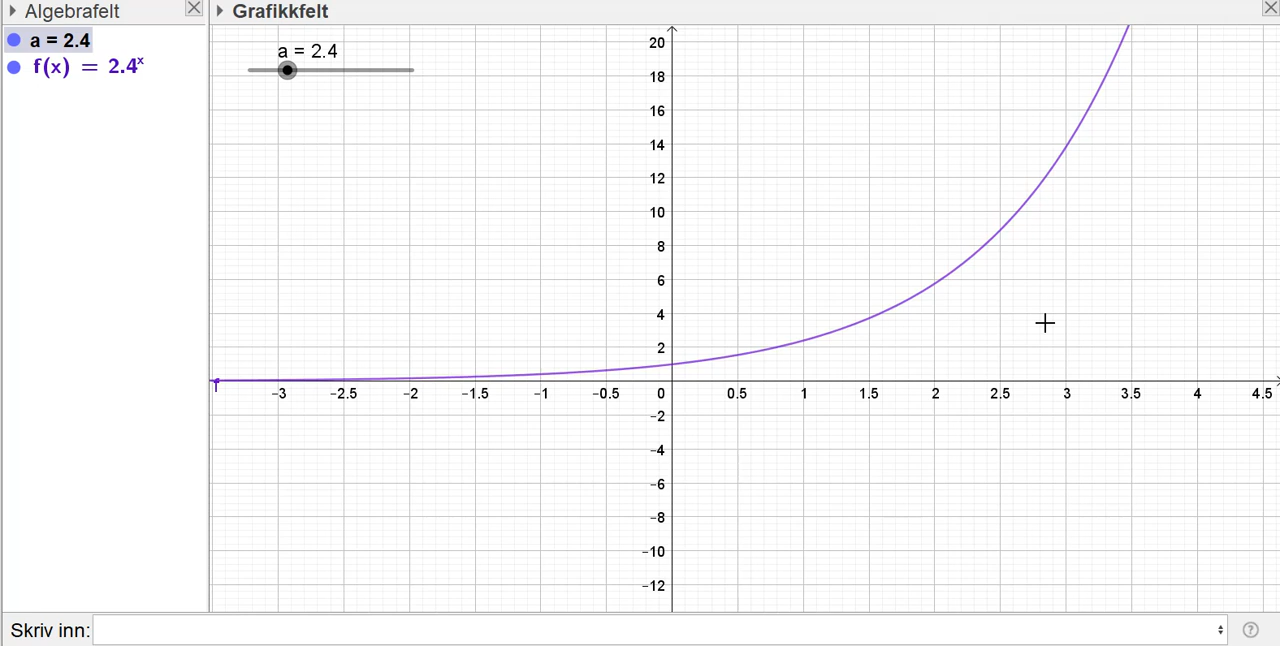 Algebrafelt
a = 2.4
f(x) = 2.4ˣ
Grafikkfelt
a = 2.4
20
18
16
14
12
10
8
6
4
2
−3 −2.5 −2 −1.5 −1 −0.5 0 0.5 1 1.5 2 2.5 3 3.5 4 4.5
−2
−4
−6
−8
−10
−12
f
Skriv inn:
?